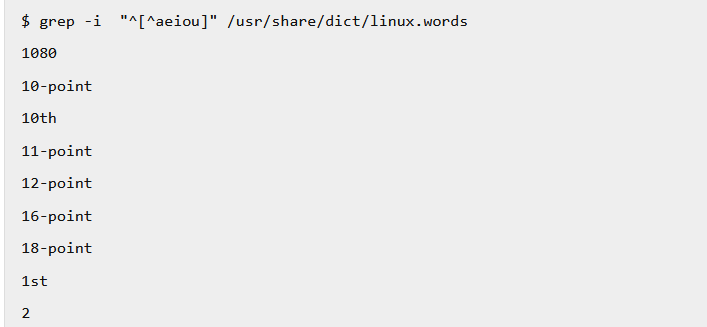 $ grep -i  "^[^aeiou]" /usr/share/dict/linux.words
1080
10-point
10th
11-point
12-point
16-point
18-point
1st
2